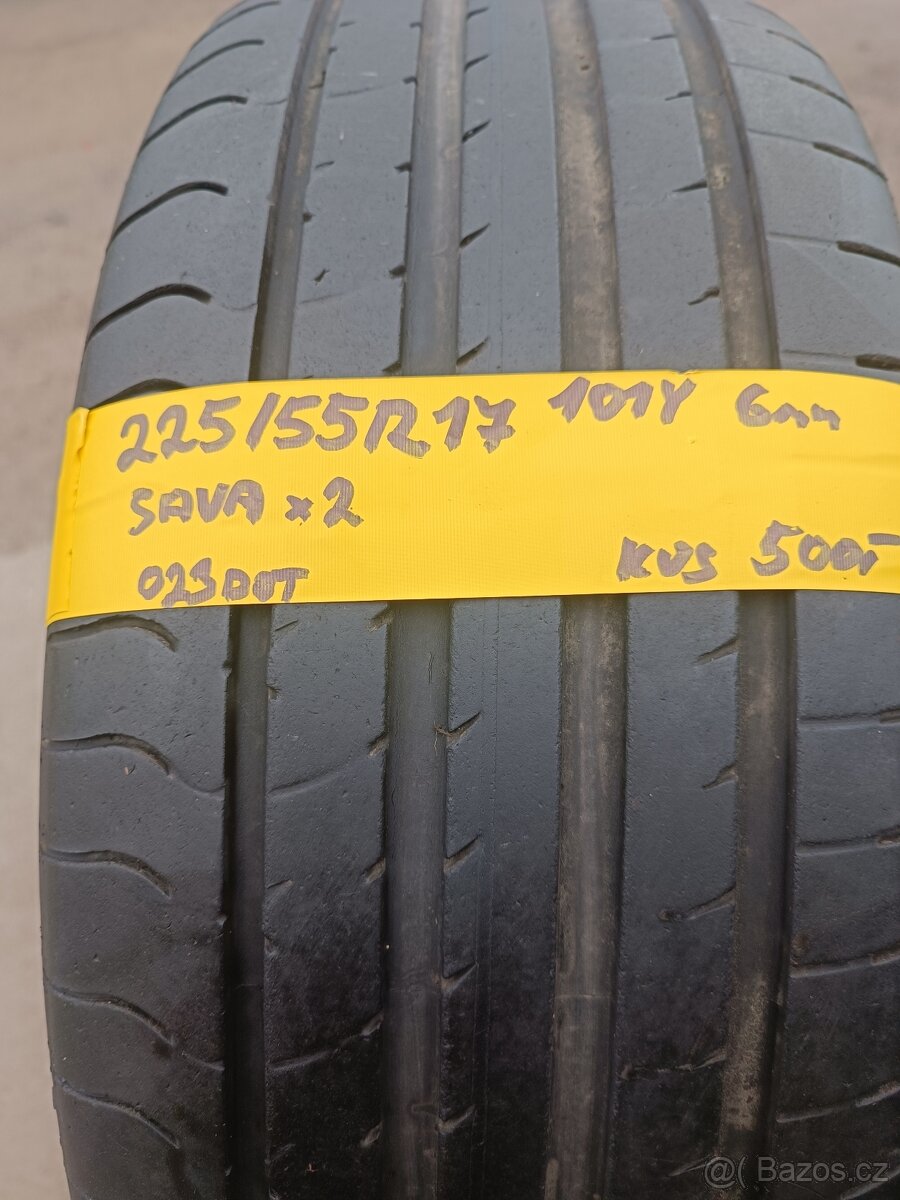 225/55R17 101Y 6mm
SAVA x2
023DOT KUS 500,-
@( Bazos.cz